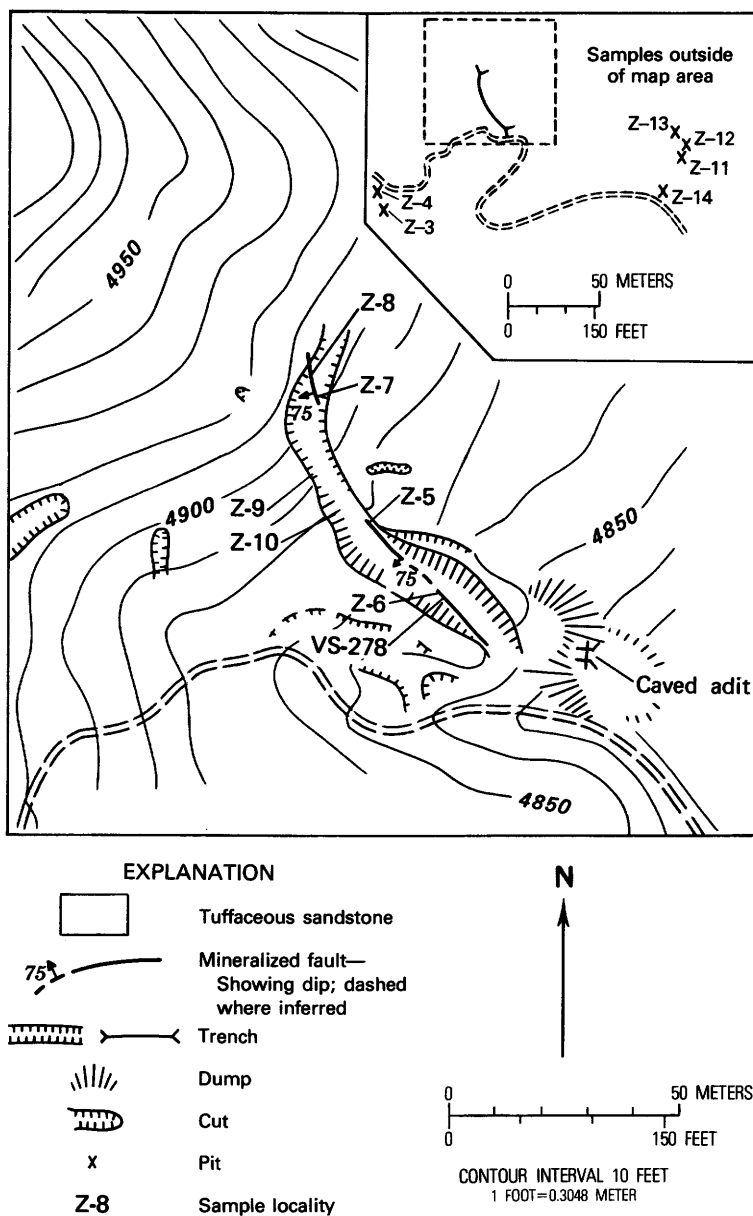 Samples outside
of map area
Z-13
Z-12
Z-11
Z-14
Z-4
Z-3
0 50 METERS
0 150 FEET
4950
Z-8
Z-7
75
Z-5
4900
Z-9
Z-10
4850
75
Z-6
VS-278
Caved adit
4850
EXPLANATION
Tuffaceous sandstone
75
Mineralized fault—
Showing dip; dashed
where inferred
Trench
Dump
Cut
x Pit
Z-8 Sample locality
N
0 50 METERS
0 150 FEET
CONTOUR INTERVAL 10 FEET
1 FOOT=0.3048 METER